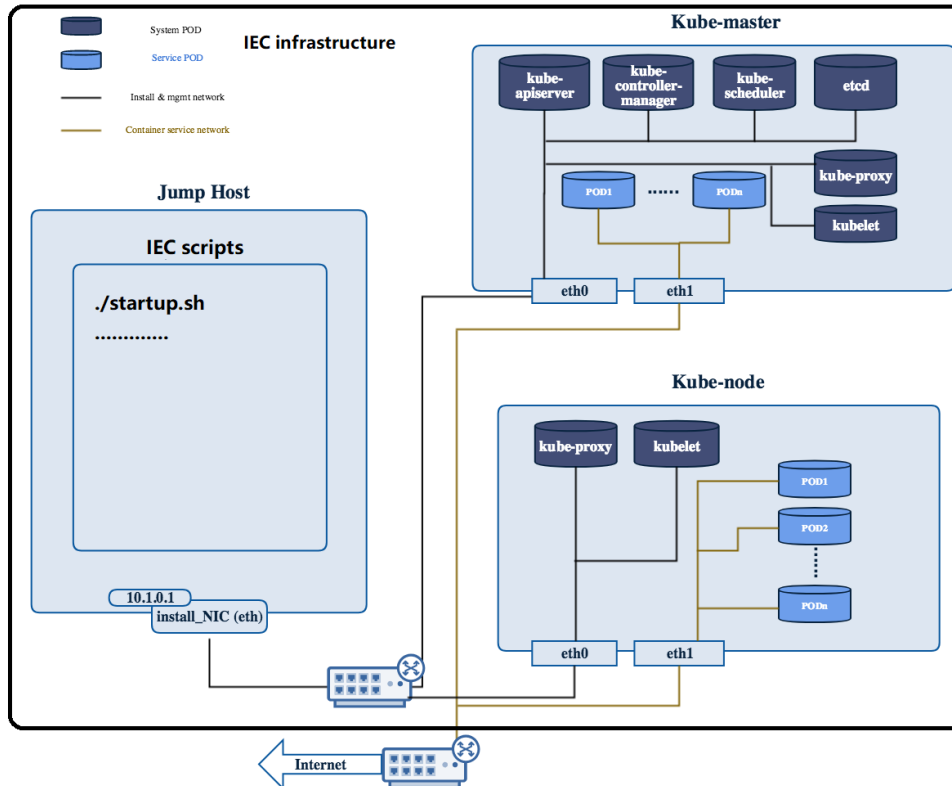 System POD
IEC infrastructure
Service POD
Install & mgmt network
Container service network
Kube-master
kube-
apiserver
kube-
controller-
manager
kube-
scheduler
etcd
kube-proxy
POD1
......
PODn
kubelet
eth0
eth1
Jump Host
IEC scripts
./startup.sh
.............
10.1.0.1
install_NIC (eth)
Kube-node
kube-proxy
kubelet
POD1
POD2
PODn
eth0
eth1
Internet